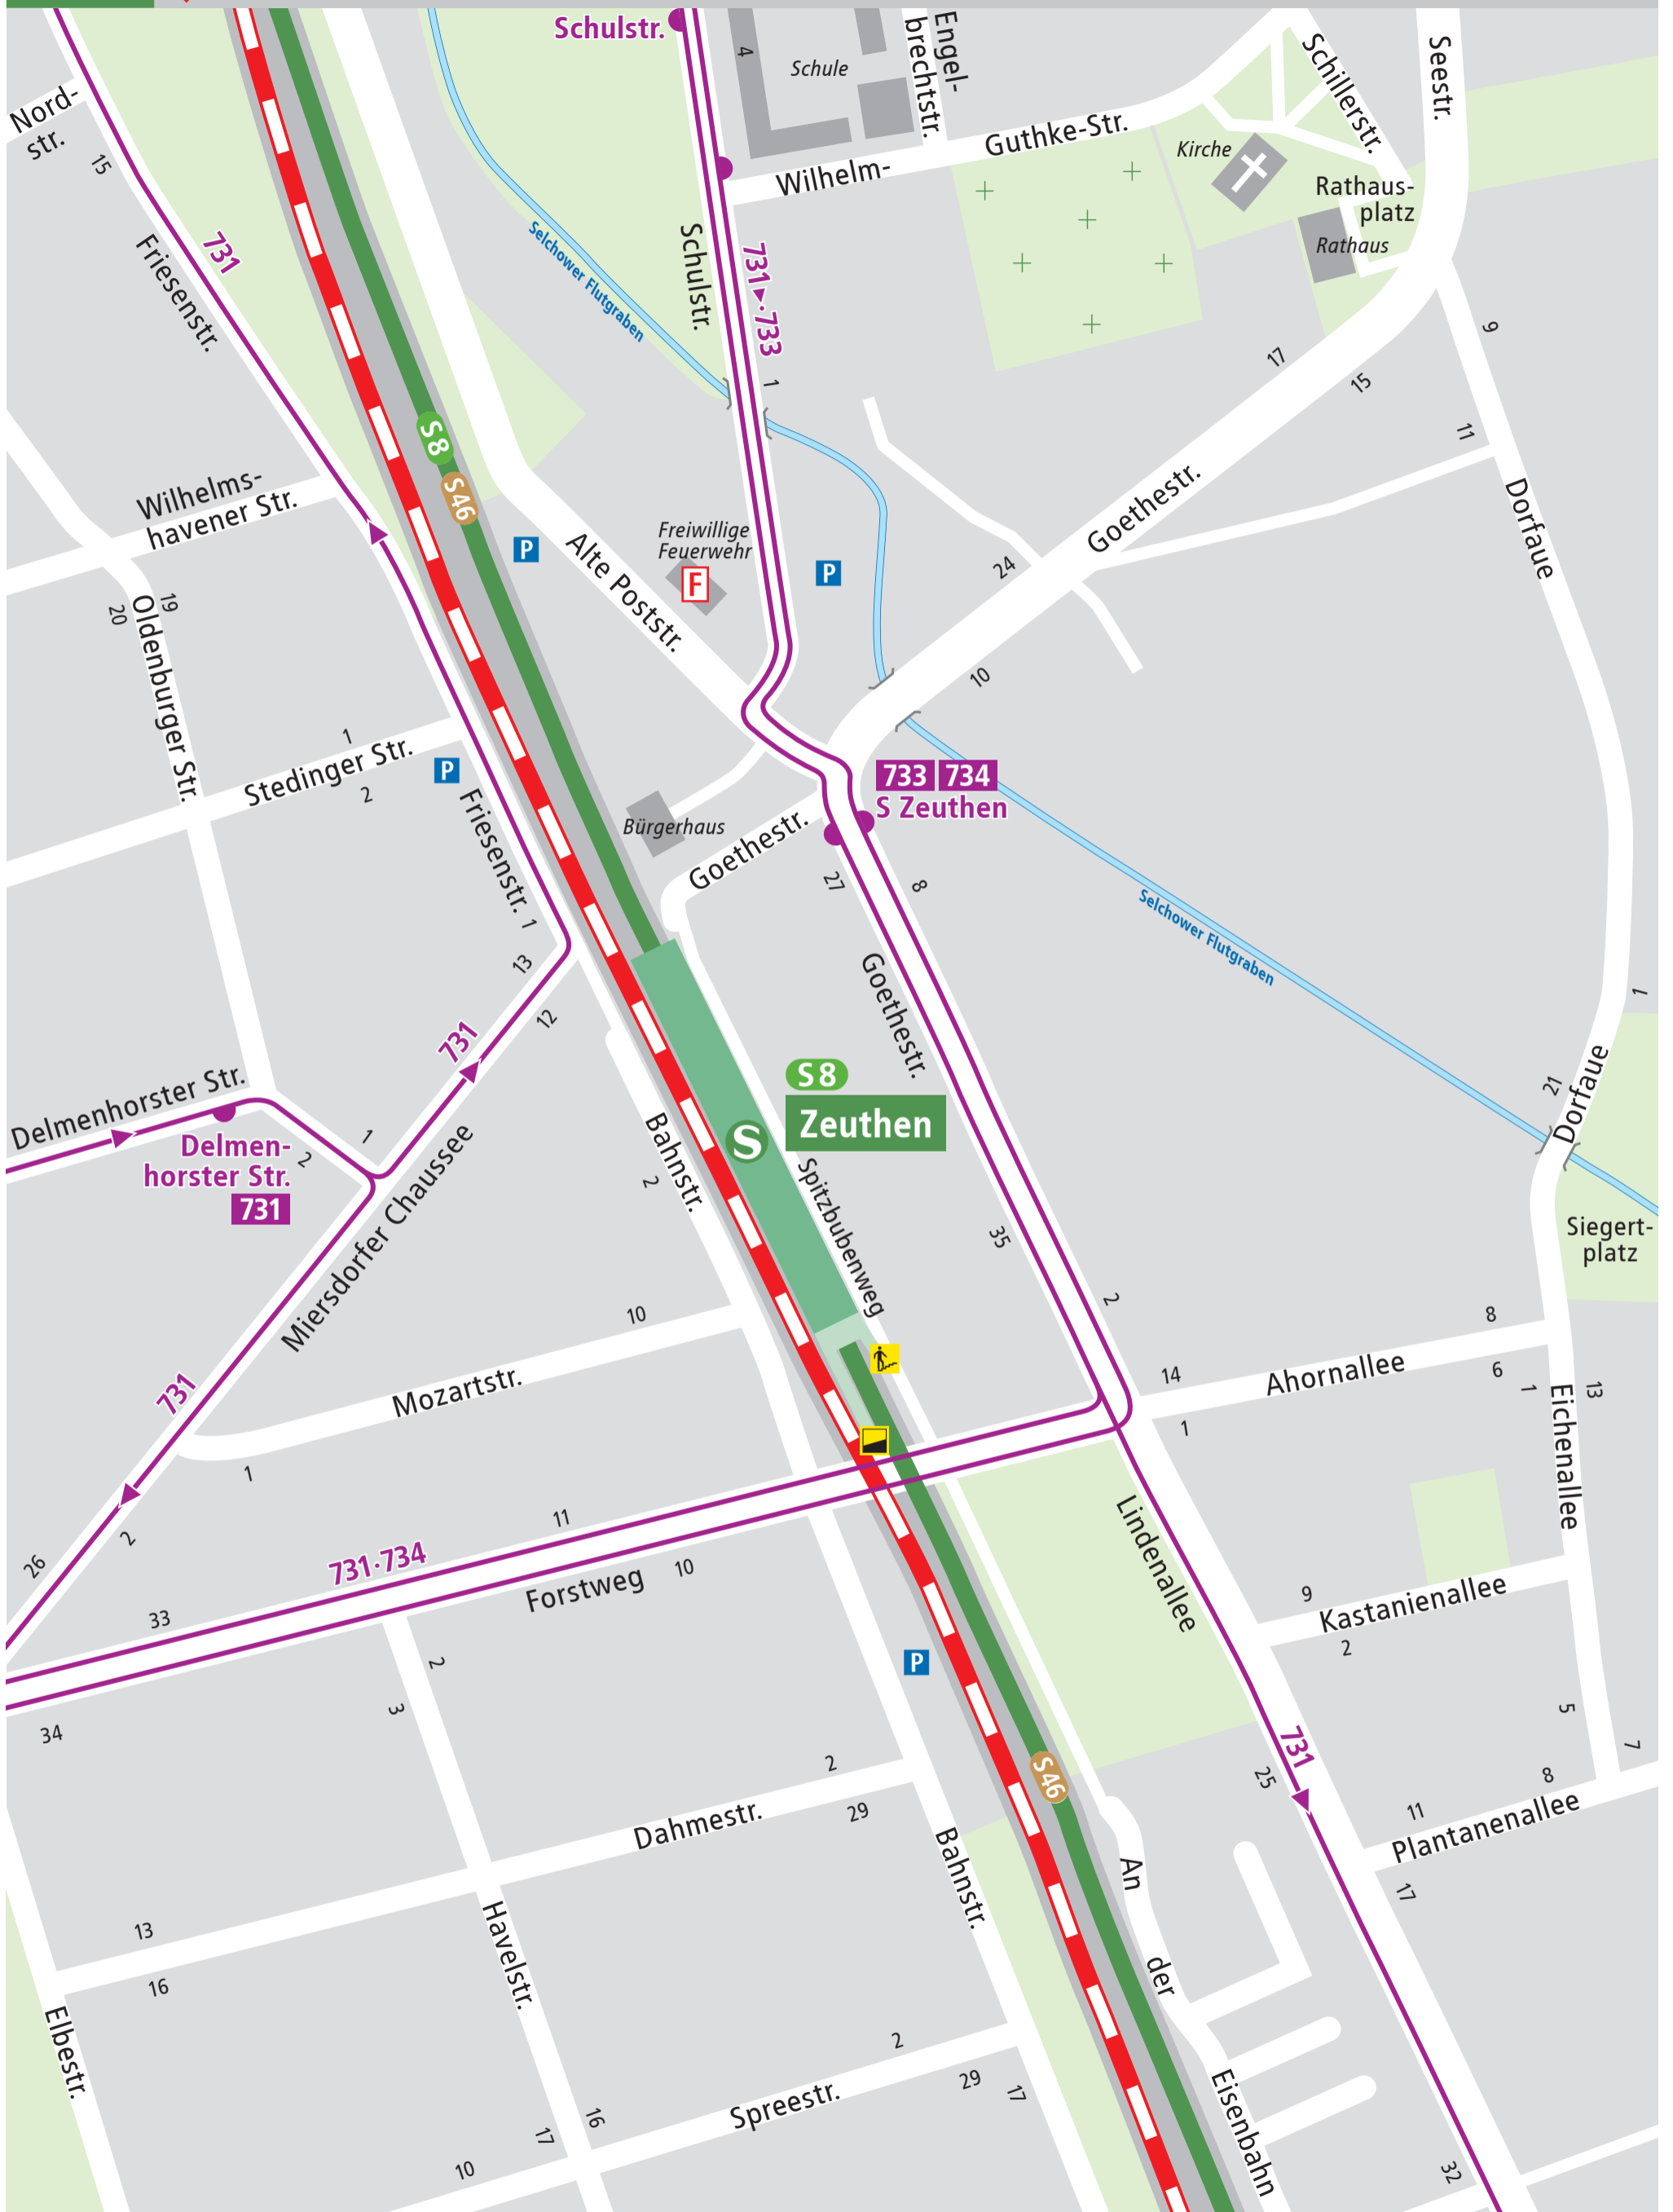 Schulstr.
4
Schule
Engel-
brechtstr.
Schillerstr.
Seestr.
Nord-
str.
15
Wilhelm-
Guthke-Str.
Kirche
Rathaus-
platz
Rathaus
731
Friesenstr.
Selchower Flutgraben
Schulstr.
731▸·733
1
17
15
9
11
S8
S46
Wilhelms-
havener Str.
P
Alte Poststr.
Freiwillige
Feuerwehr
F
P
Goethestr.
24
Dorfaue
20
19
Oldenburger Str.
10
1
Stedinger Str.
2
P
733 734
S Zeuthen
Friesenstr.
1
Bürgerhaus
Goethestr.
27
8
Selchower Flutgraben
13
12
Goethestr.
1
731
Delmenhorster Str.
Delmen-
horster Str.
731
1
2
Miersdorfer Chaussee
Bahnstr.
2
S8
S
Zeuthen
Spitzbubenweg
35
2
21
Dorfaue
Siegert-
platz
10
Mozartstr.
1
731
14
Ahornallee
8
6
1
1
13
Eichenallee
2
26
11
731·734
Forstweg
10
33
34
Lindenallee
9
Kastanienallee
2
P
2
3
5
7
S46
731
25
8
11
Plantanenallee
17
2
Dahmestr.
29
Bahnstr.
An
der
Eisenbahn
13
16
Havelstr.
Elbestr.
2
Spreestr.
29
17
16
17
10
32